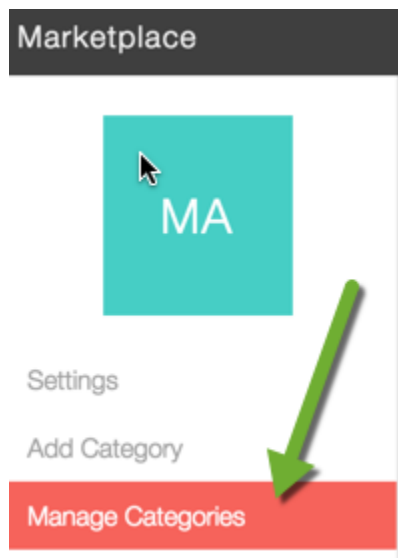 Marketplace
MA
Settings
Add Category
Manage Categories